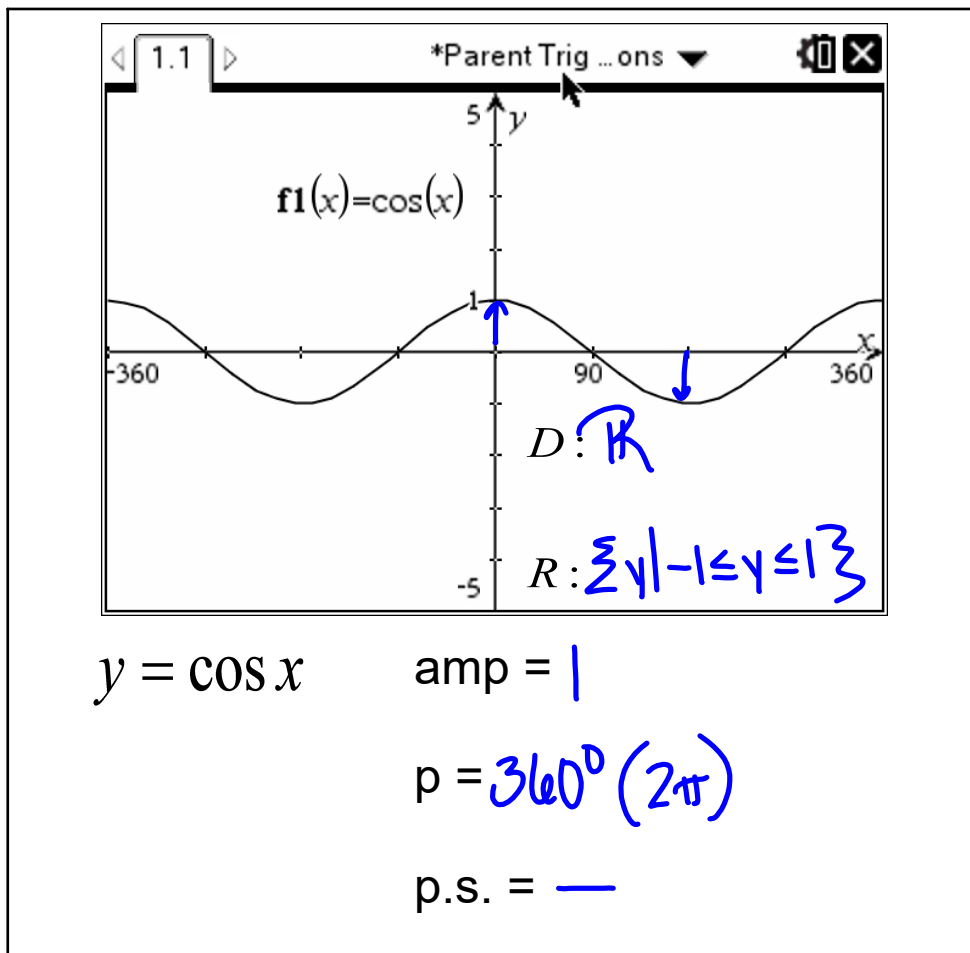 1.1 *Parent Trig ...ons
5 y
f1(x)=cos(x)
1
x
-360 90 360
D: ℝ
R: {y|-1≤y≤1}
-5
y = cos x amp = 1
p = 360° (2π)
p.s. = —